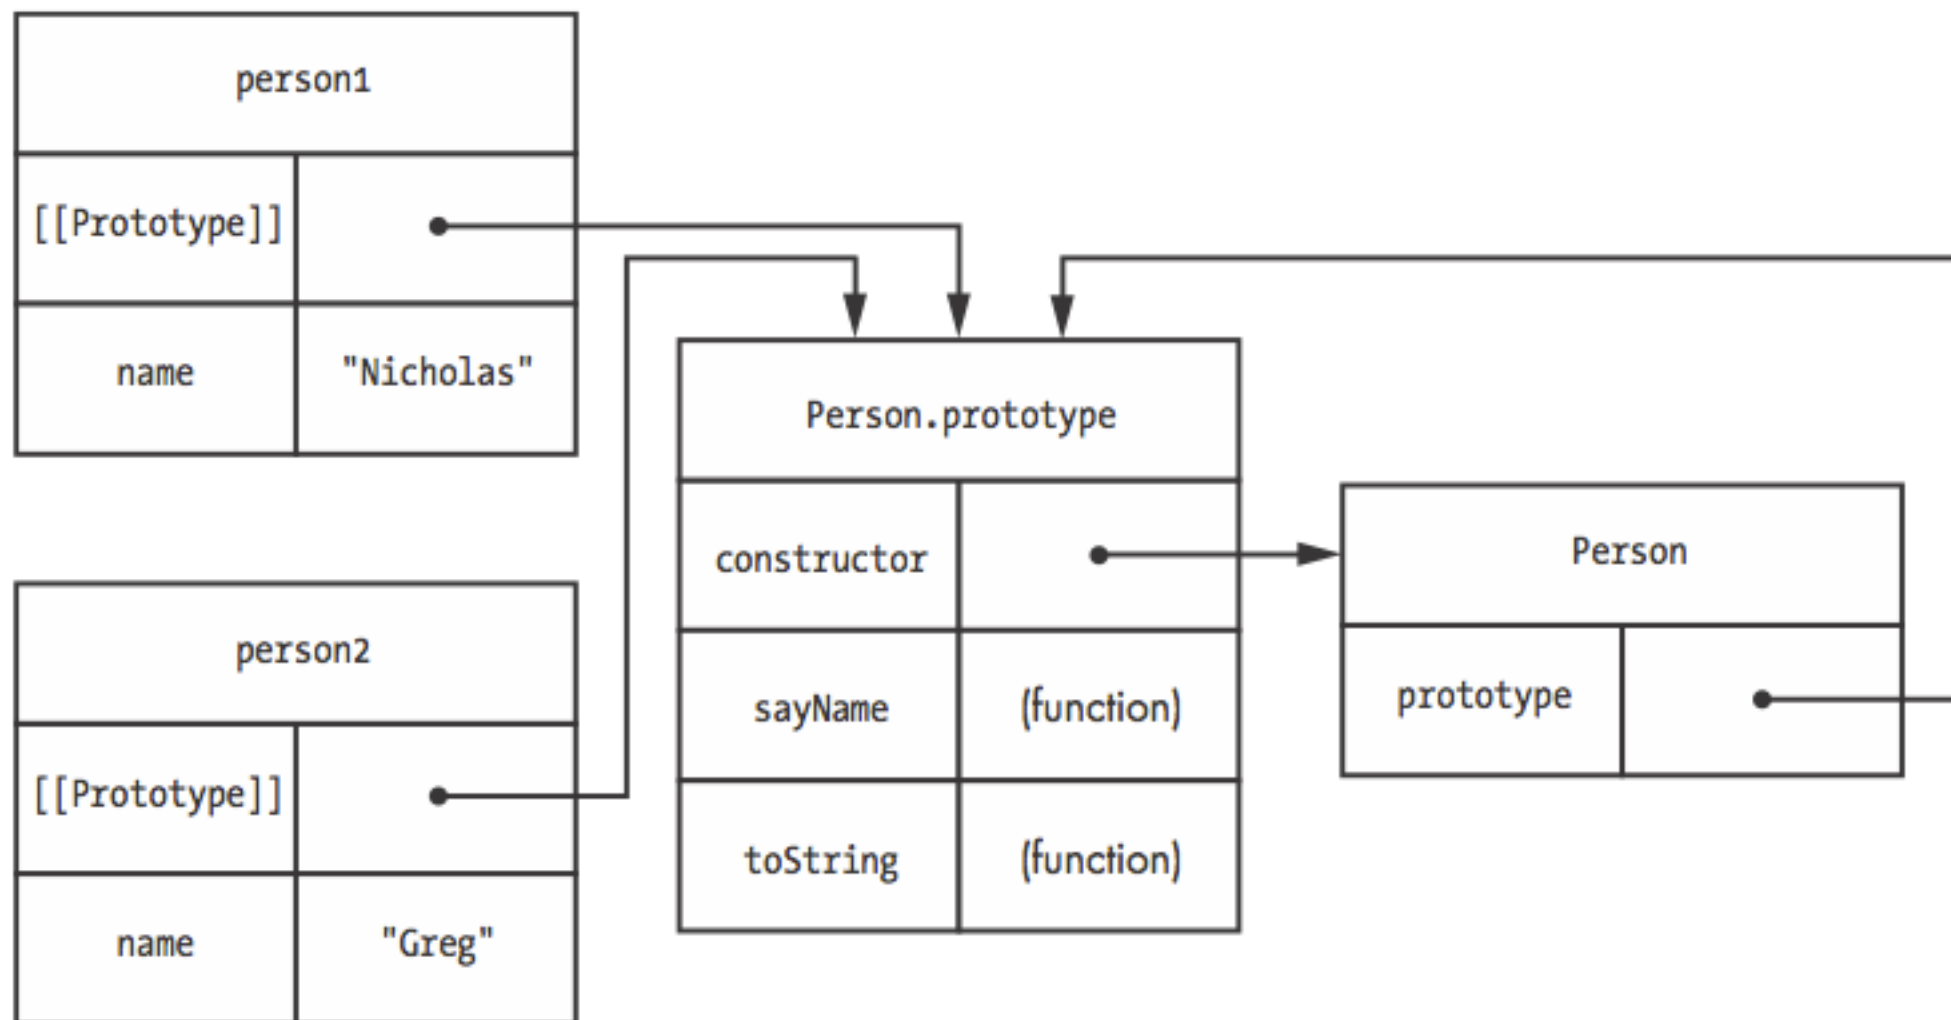 person1
[[Prototype]]
name "Nicholas"
person2
[[Prototype]]
name "Greg"
Person.prototype
constructor
sayName (function)
toString (function)
Person
prototype